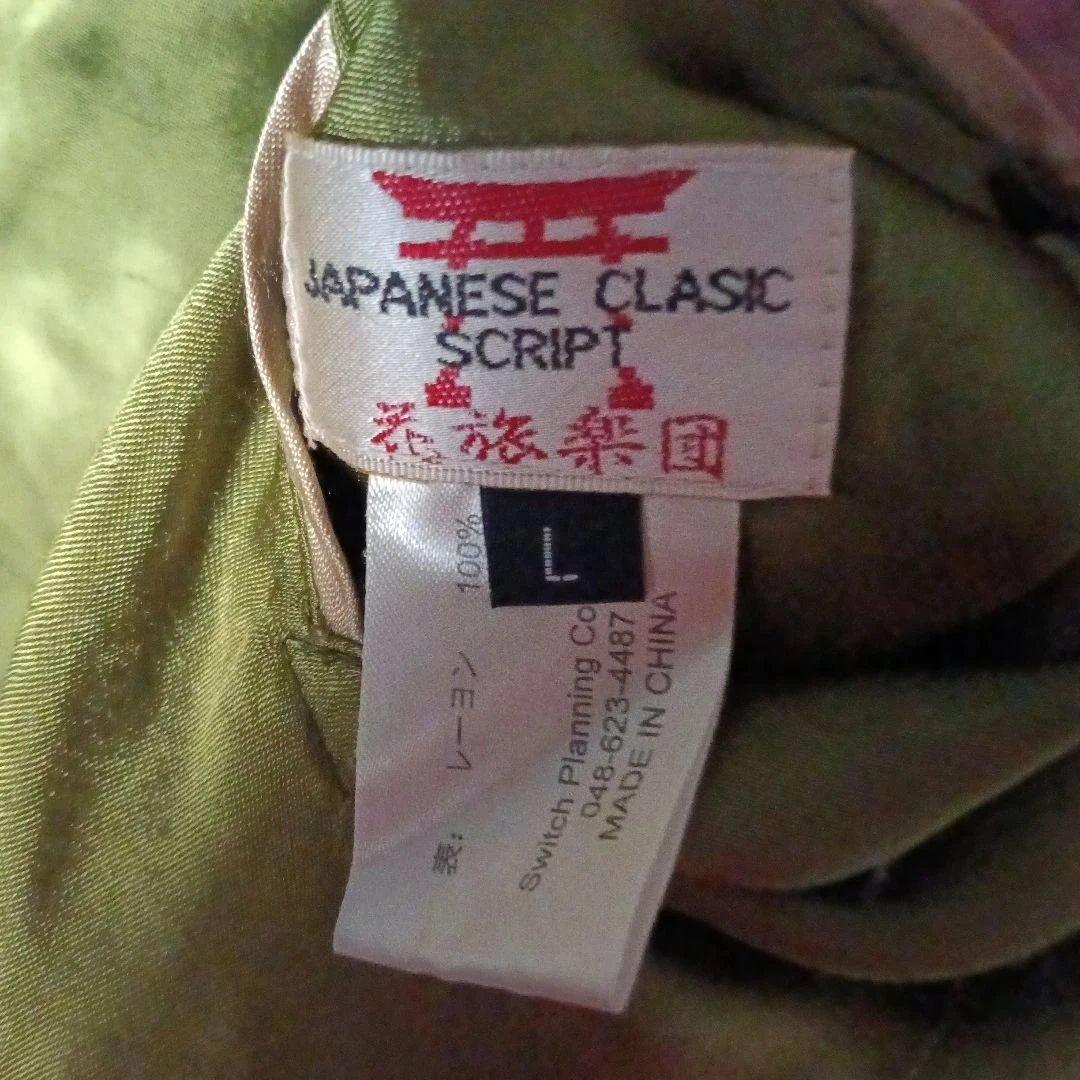 JAPANESE CLASIC
SCRIPT
花旅楽団
L
表: レーヨン 100%
Switch Planning Co
048-623-4487
MADE IN CHINA